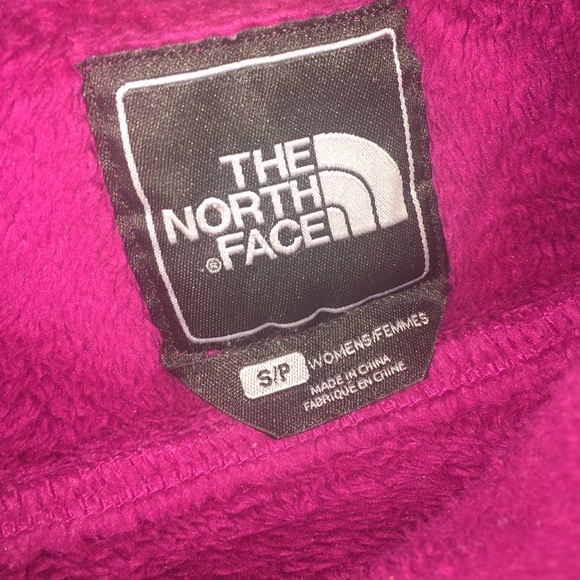 THE
NORTH
® FACE
S/P WOMENS/FEMMES
MADE IN CHINA
FABRIQUE EN CHINE